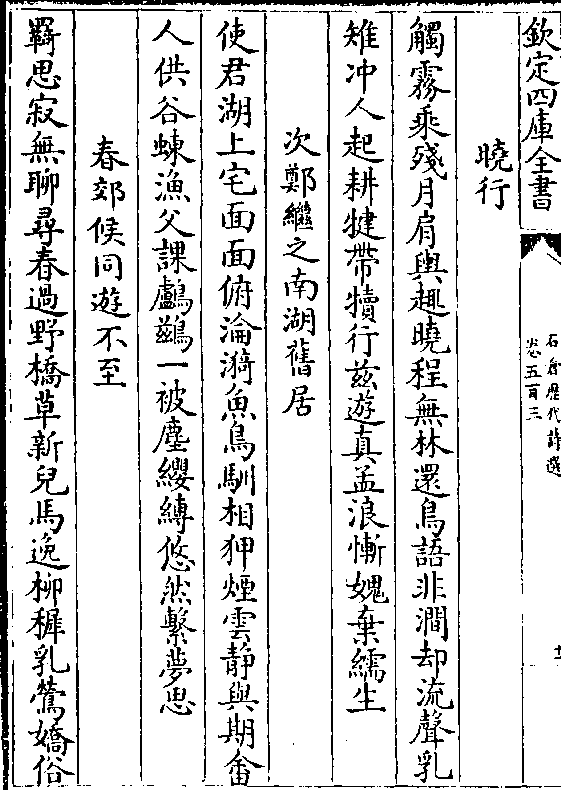 欽定四庫全書
石倉歷代詩選
卷五百三
十
曉行
觸霧乘殘月肩輿趣曉程無林還鳥語非澗却流聲乳
雉冲人起耕犍帶犢行兹遊真孟浪慚媿棄繻生
次鄭繼之南湖舊居
使君湖上宅面面俯淪漪魚鳥馴相狎煙雲靜與期畬
人供谷蝀漁父課鸕鷀一被塵纓縛悠然繫夢思
春郊候同遊不至
羇思寂無聊尋春過野橋草新兒馬逸柳穉乳鶯嬌俗